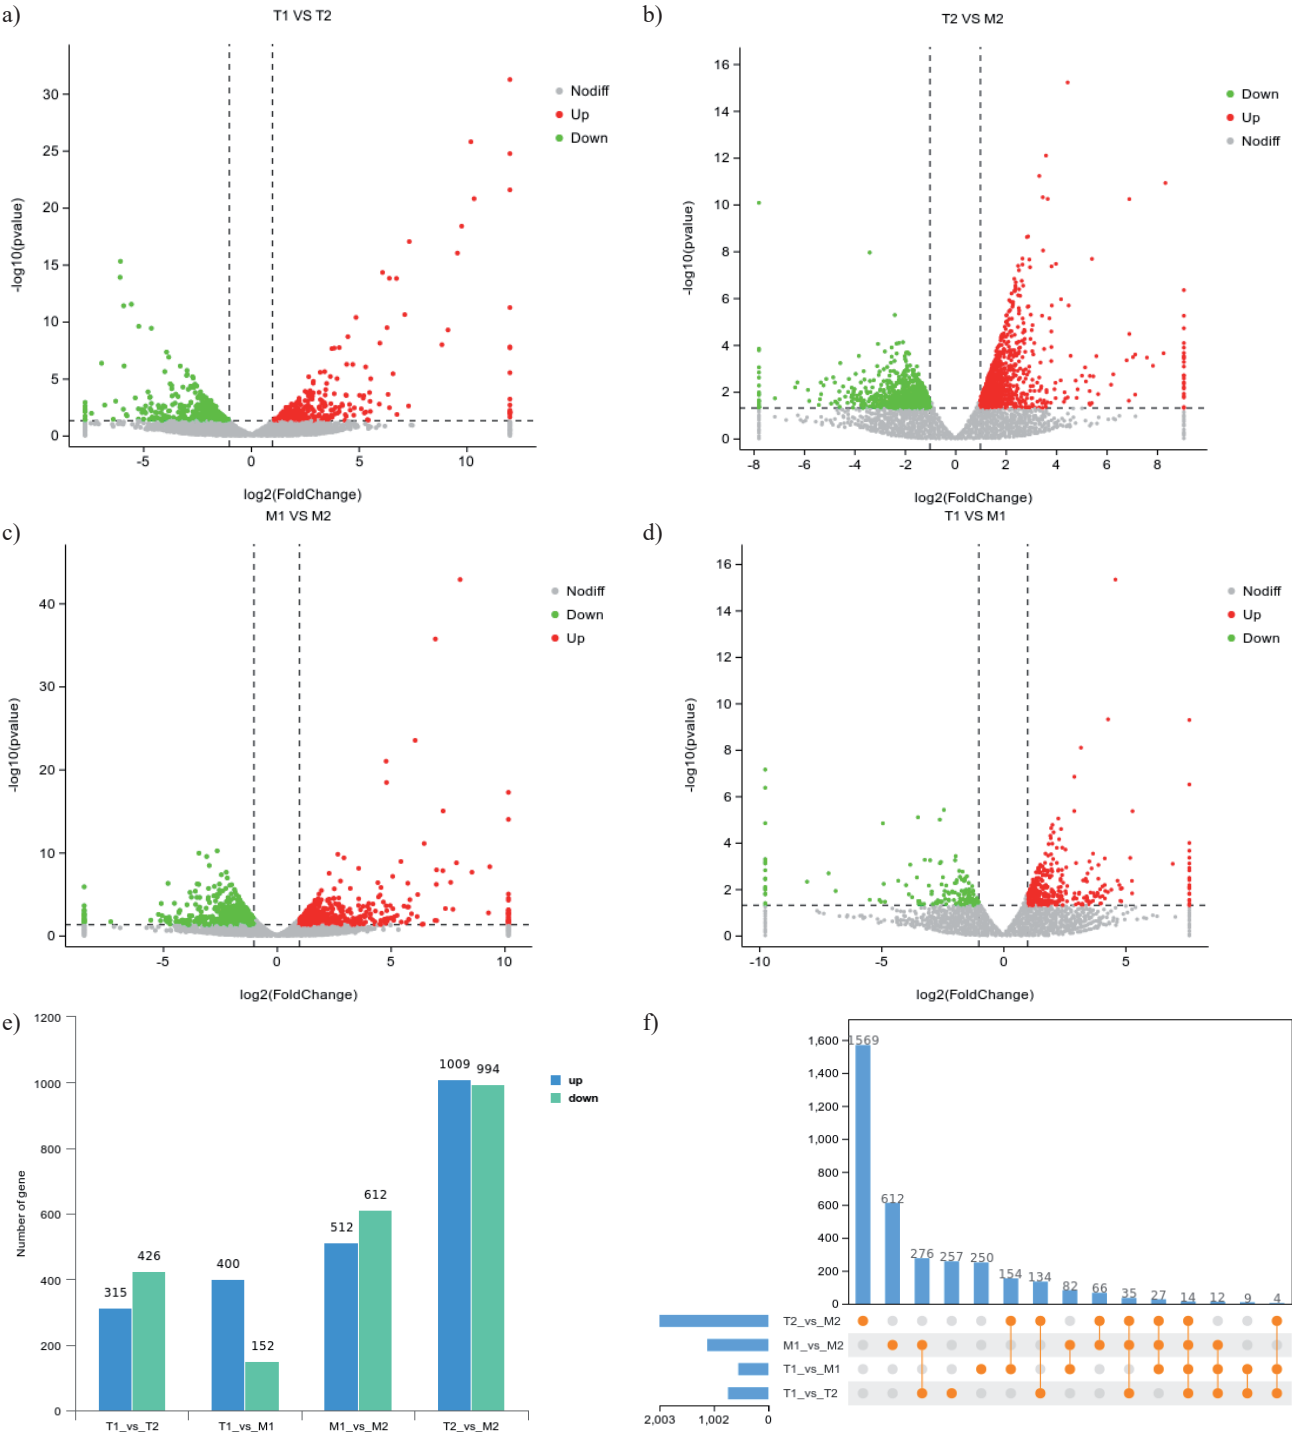 a)
T1 VS T2
30
25
20
15
10
5
0
-log10(pvalue)
-5
0
5
10
log2(FoldChange)
Nodiff
Up
Down
b)
T2 VS M2
16
14
12
10
8
6
4
2
0
-log10(pvalue)
-8
-6
-4
-2
0
2
4
6
8
log2(FoldChange)
Down
Up
Nodiff
c)
M1 VS M2
40
30
20
10
0
-log10(pvalue)
-5
0
5
10
log2(FoldChange)
Nodiff
Down
Up
d)
T1 VS M1
16
14
12
10
8
6
4
2
0
-log10(pvalue)
-10
-5
0
5
log2(FoldChange)
Nodiff
Up
Down
e)
1200
1000
800
600
400
200
0
Number of gene
315
426
400
152
512
612
1009
994
T1_vs_T2
T1_vs_M1
M1_vs_M2
T2_vs_M2
up
down
f)
1,600
1,400
1,200
1,000
800
600
400
200
0
1569
612
276
257
250
154
134
82
66
35
27
14
12
9
4
T2_vs_M2
M1_vs_M2
T1_vs_M1
T1_vs_T2
2,003
1,002
0